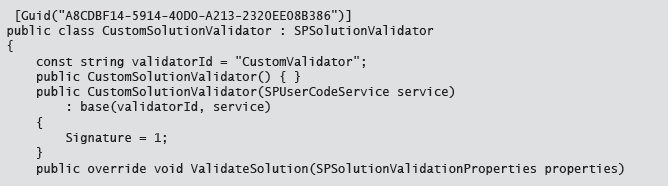 [Guid("A8CDBF14-5914-40D0-A213-2320EE08B386")]
public class CustomSolutionValidator : SPSolutionValidator
{
    const string validatorId = "CustomValidator";
    public CustomSolutionValidator() { }
    public CustomSolutionValidator(SPUserCodeService service)
        : base(validatorId, service)
    {
        Signature = 1;
    }
    public override void ValidateSolution(SPSolutionValidationProperties properties)